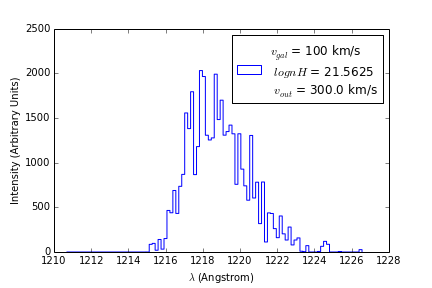 2500
2000
1500
1000
500
0
Intensity (Arbitrary Units)
1210 1212 1214 1216 1218 1220 1222 1224 1226 1228
λ (Angstrom)
v_gal = 100 km/s
lognH = 21.5625
v_out = 300.0 km/s